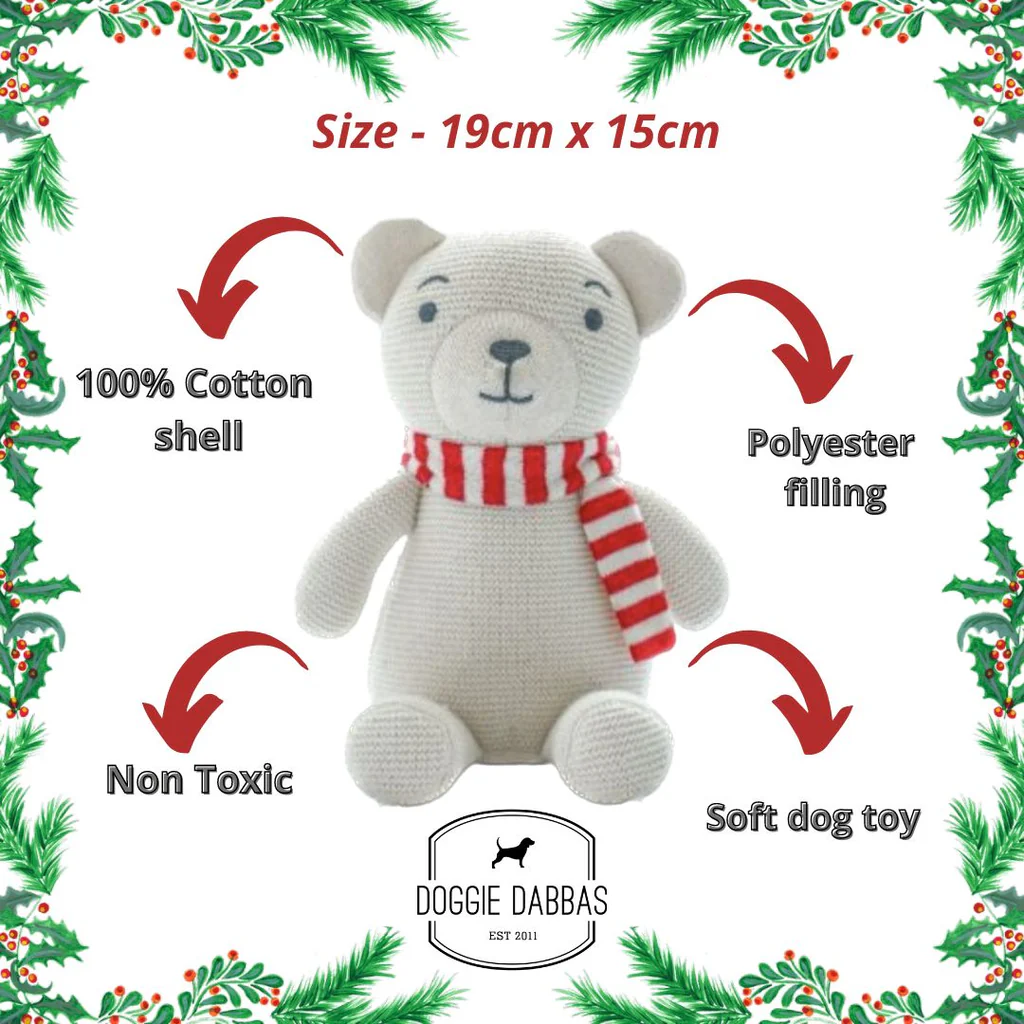 Size - 19cm x 15cm
100% Cotton
shell
Polyester
filling
Non Toxic
Soft dog toy
DOGGIE DABBAS
EST 2011